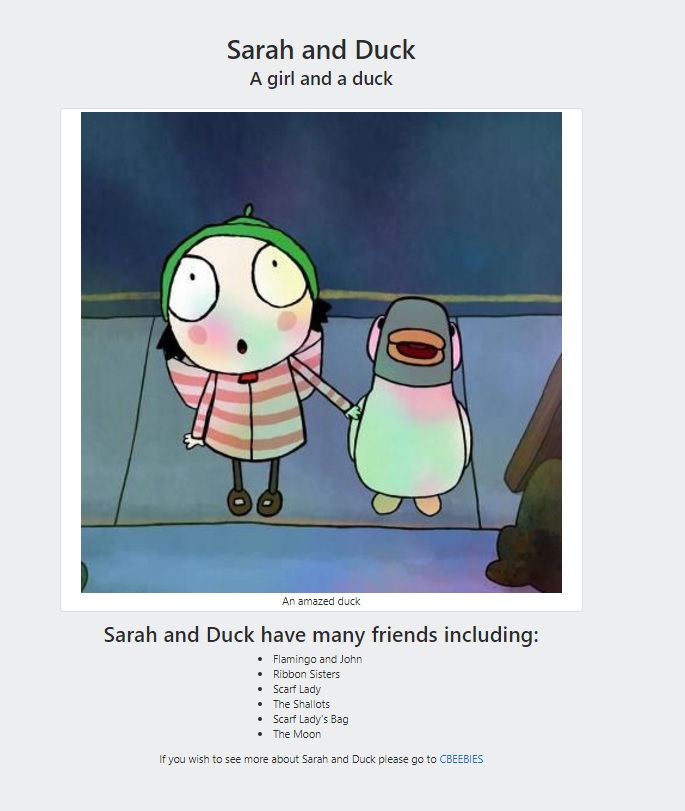 Sarah and Duck
A girl and a duck
An amazed duck
Sarah and Duck have many friends including:
Flamingo and John
Ribbon Sisters
Scarf Lady
The Shallots
Scarf Lady's Bag
The Moon
If you wish to see more about Sarah and Duck please go to CBEEBIES